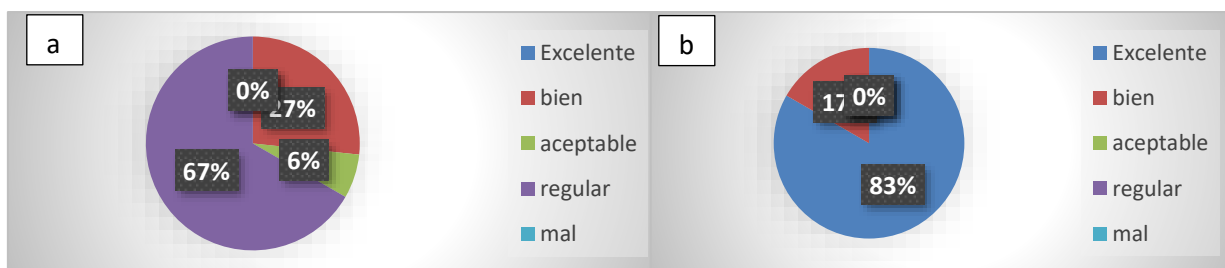 a
0%
27%
6%
67%
Excelente
bien
aceptable
regular
mal
b
17
0%
83%
Excelente
bien
aceptable
regular
mal